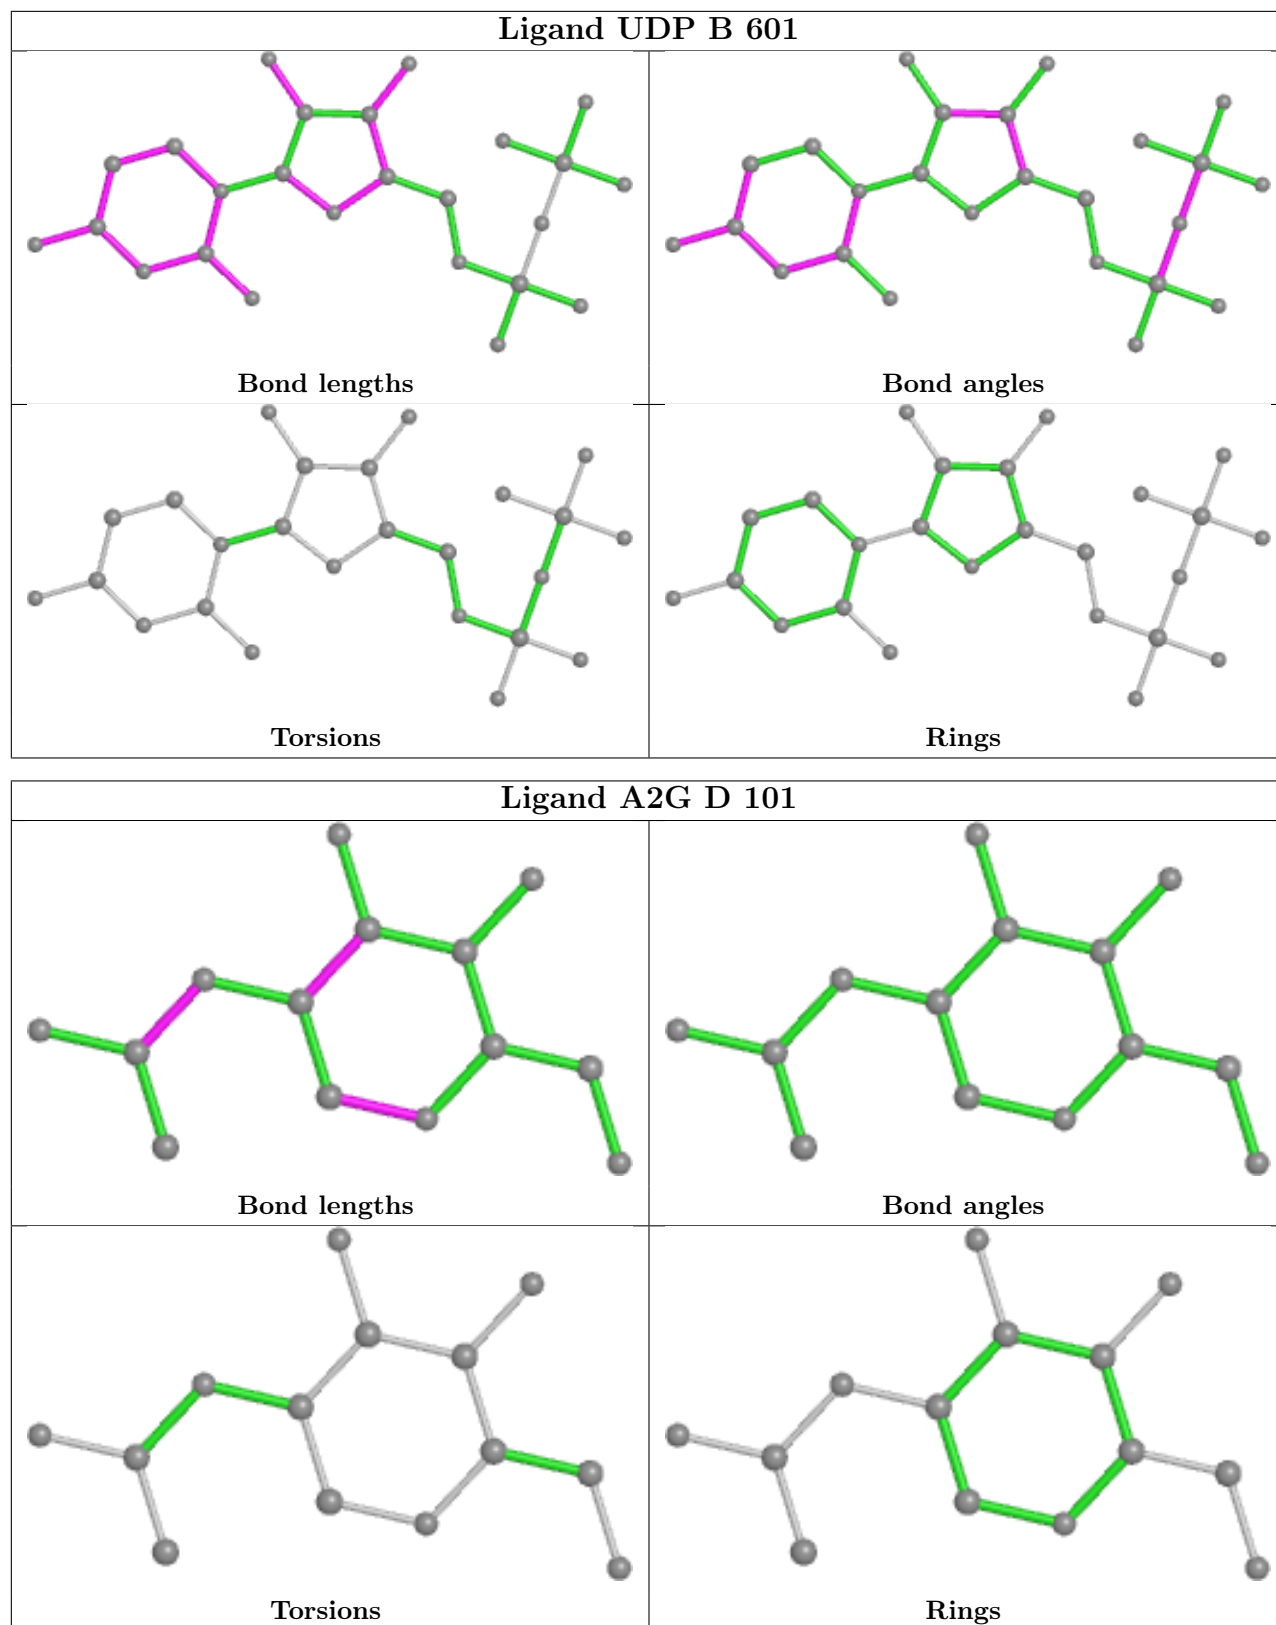 Ligand UDP B 601
Bond lengths
Bond angles
Torsions
Rings
Ligand A2G D 101
Bond lengths
Bond angles
Torsions
Rings